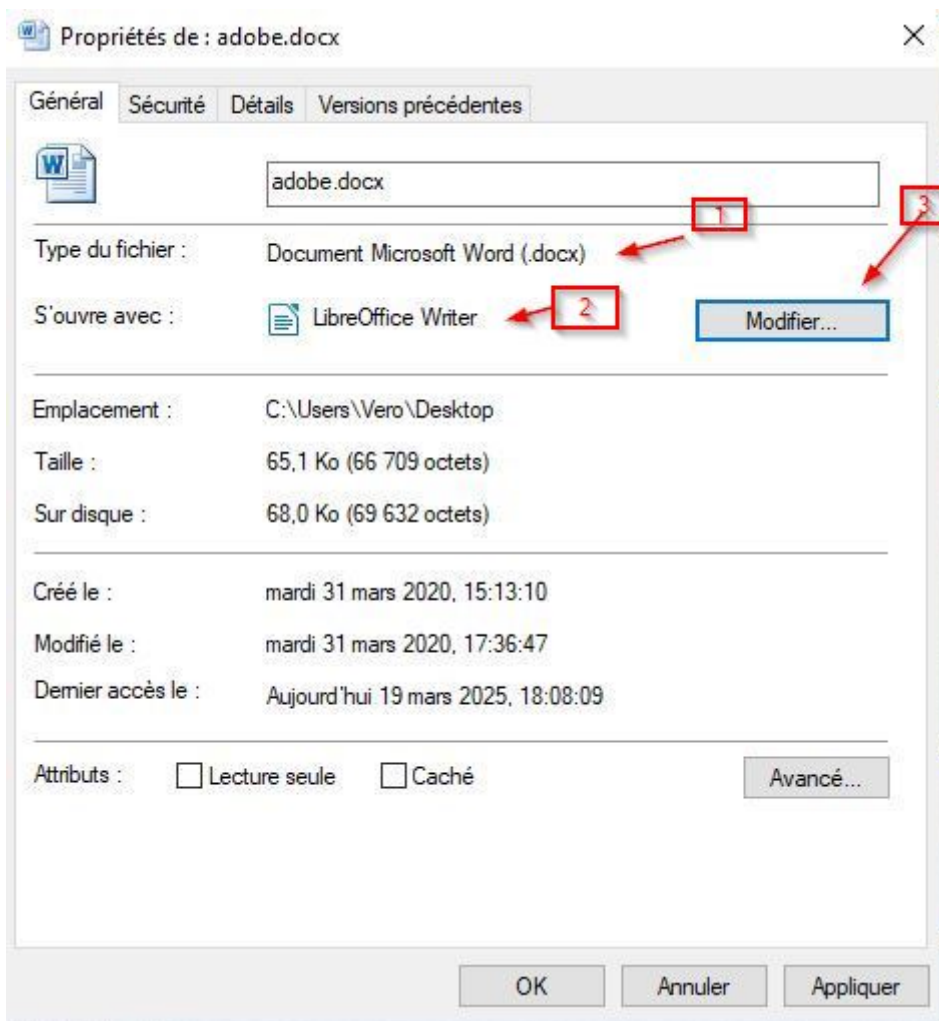 Propriétés de : adobe.docx
Général Sécurité Détails Versions précédentes
W
adobe.docx
1
3
Type du fichier : Document Microsoft Word (.docx)
2
S'ouvre avec : LibreOffice Writer Modifier...
Emplacement : C:\Users\Vero\Desktop
Taille : 65,1 Ko (66 709 octets)
Sur disque : 68,0 Ko (69 632 octets)
Créé le : mardi 31 mars 2020, 15:13:10
Modifié le : mardi 31 mars 2020, 17:36:47
Dernier accès le : Aujourd'hui 19 mars 2025, 18:08:09
Attributs : Lecture seule Caché Avancé...
OK Annuler Appliquer